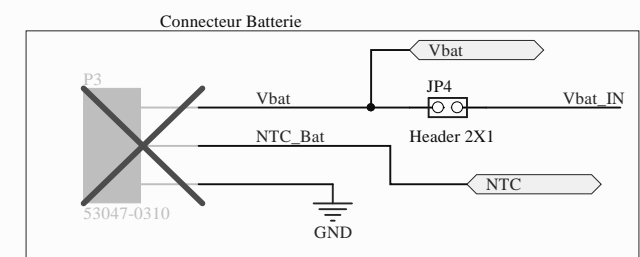 Connecteur Batterie
Vbat
P3
JP4
Vbat
Vbat_IN
NTC_Bat
Header 2X1
NTC
53047-0310
GND